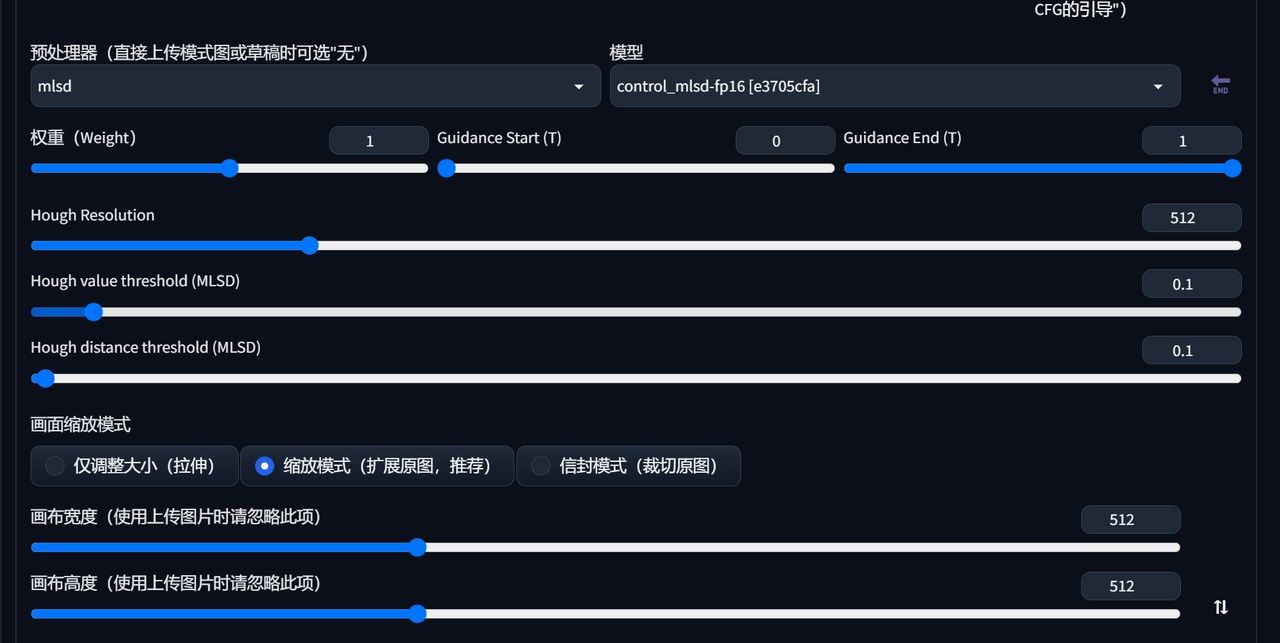 CFG的引导")
预处理器（直接上传模式图或草稿时可选"无"）
模型
mlsd
control_mlsd-fp16 [e3705cfa]
END
权重（Weight）
1
Guidance Start (T)
0
Guidance End (T)
1
Hough Resolution
512
Hough value threshold (MLSD)
0.1
Hough distance threshold (MLSD)
0.1
画面缩放模式
仅调整大小（拉伸）
缩放模式（扩展原图，推荐）
信封模式（裁切原图）
画布宽度（使用上传图片时请忽略此项）
512
画布高度（使用上传图片时请忽略此项）
512